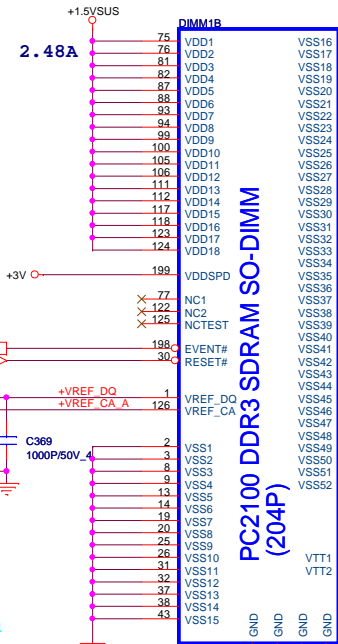 +1.5VSUS
DIMM1B
2.48A
75 VDD1 VSS16
76 VDD2 VSS17
81 VDD3 VSS18
82 VDD4 VSS19
87 VDD5 VSS20
88 VDD6 VSS21
93 VDD7 VSS22
94 VDD8 VSS23
99 VDD9 VSS24
100 VDD10 VSS25
105 VDD11 VSS26
106 VDD12 VSS27
111 VDD13 VSS28
112 VDD14 VSS29
117 VDD15 VSS30
118 VDD16 VSS31
123 VDD17 VSS32
124 VDD18 VSS33
VSS34
+3V 199 VDDSPD VSS35
VSS36
77 NC1 VSS37
122 NC2 VSS38
125 NCTEST VSS39
VSS40
198 EVENT# VSS41
30 RESET# VSS42
VSS43
VSS44
+VREF_DQ 1 VREF_DQ VSS45
+VREF_CA_A 126 VREF_CA VSS46
VSS47
VSS48
C369
1000P/50V_4
2 VSS1 VSS49
3 VSS2 VSS50
8 VSS3 VSS51
9 VSS4 VSS52
13 VSS5
14 VSS6
19 VSS7
20 VSS8
25 VSS9
26 VSS10 VTT1
31 VSS11 VTT2
32 VSS12
37 VSS13
38 VSS14
43 VSS15
PC2100 DDR3 SDRAM SO-DIMM
(204P)
GND GND GND GND